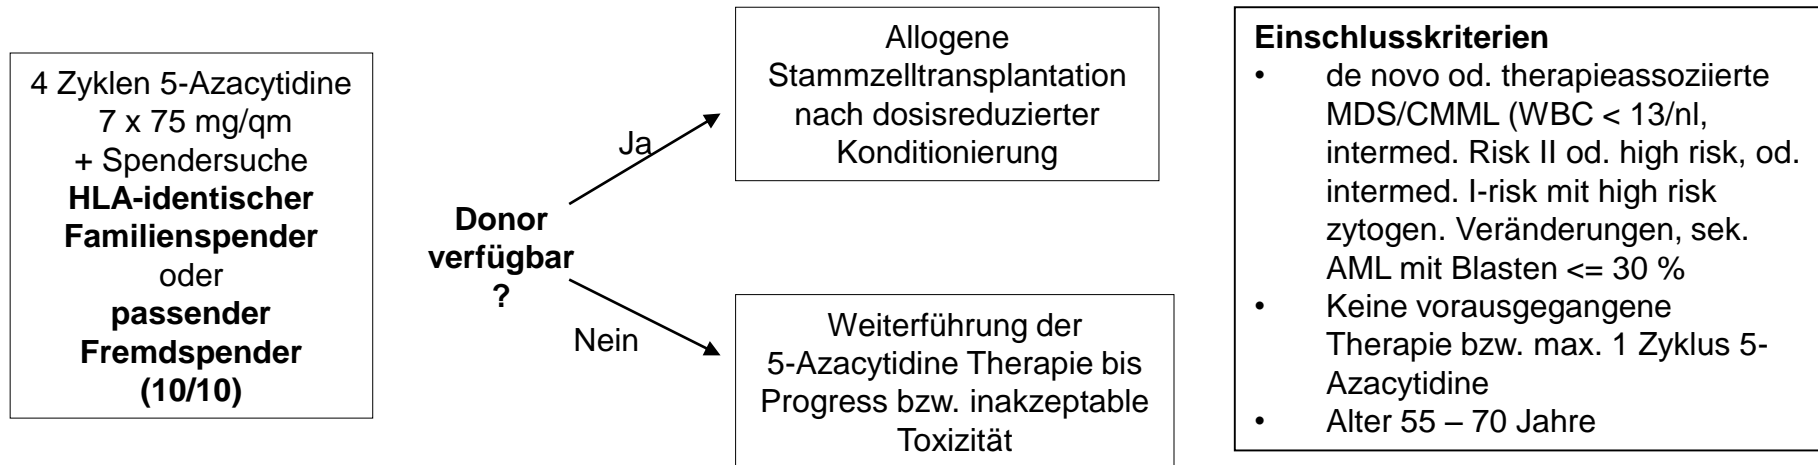 4 Zyklen 5-Azacytidine
7 x 75 mg/qm
+ Spendersuche
HLA-identischer
Familienspender
oder
passender
Fremdspender
(10/10)
Donor
verfügbar
?
Ja
Nein
Allogene
Stammzelltransplantation
nach dosisreduzierter
Konditionierung
Weiterführung der
5-Azacytidine Therapie bis
Progress bzw. inakzeptable
Toxizität
Einschlusskriterien
• de novo od. therapieassoziierte
MDS/CMML (WBC < 13/nl,
intermed. Risk II od. high risk, od.
intermed. I-risk mit high risk
zytogen. Veränderungen, sek.
AML mit Blasten <= 30 %
• Keine vorausgegangene
Therapie bzw. max. 1 Zyklus 5-
Azacytidine
• Alter 55 – 70 Jahre